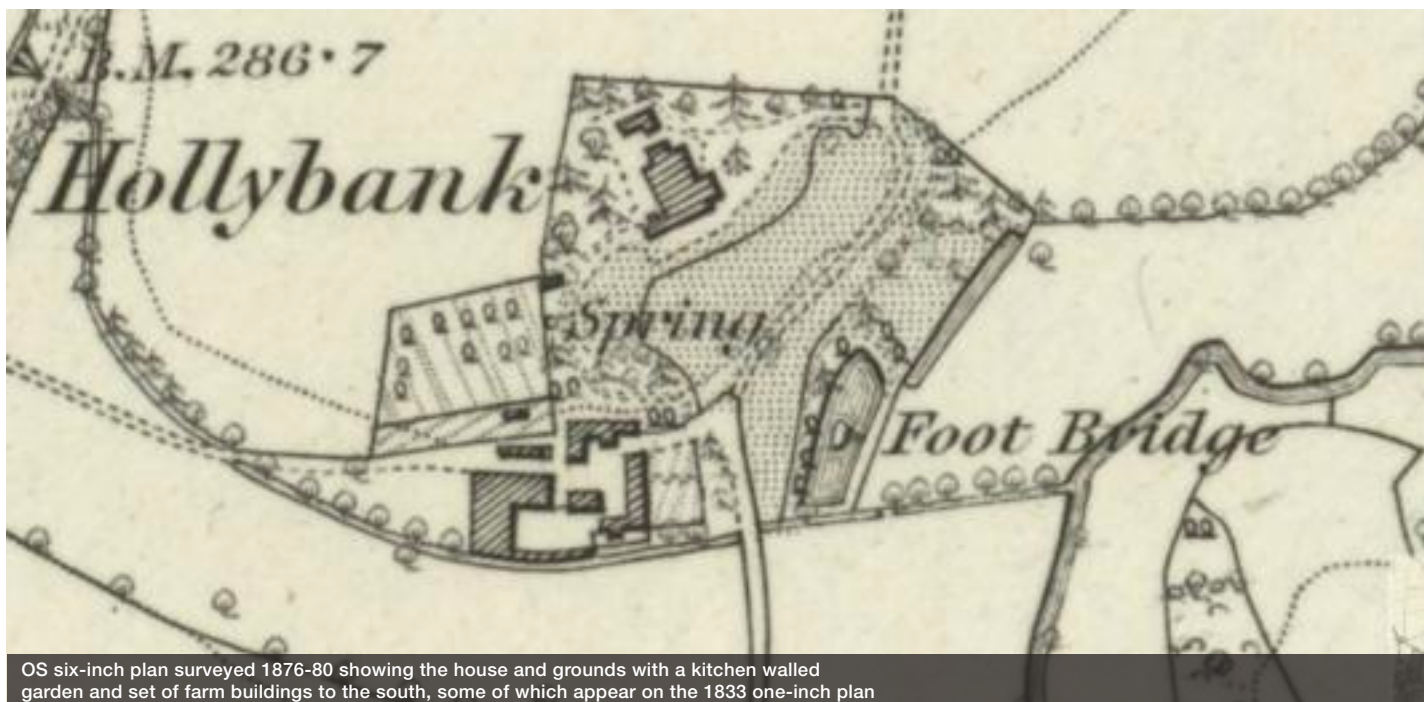 B.M. 286·7
Hollybank
Spring
Foot Bridge
OS six-inch plan surveyed 1876-80 showing the house and grounds with a kitchen walled
garden and set of farm buildings to the south, some of which appear on the 1833 one-inch plan